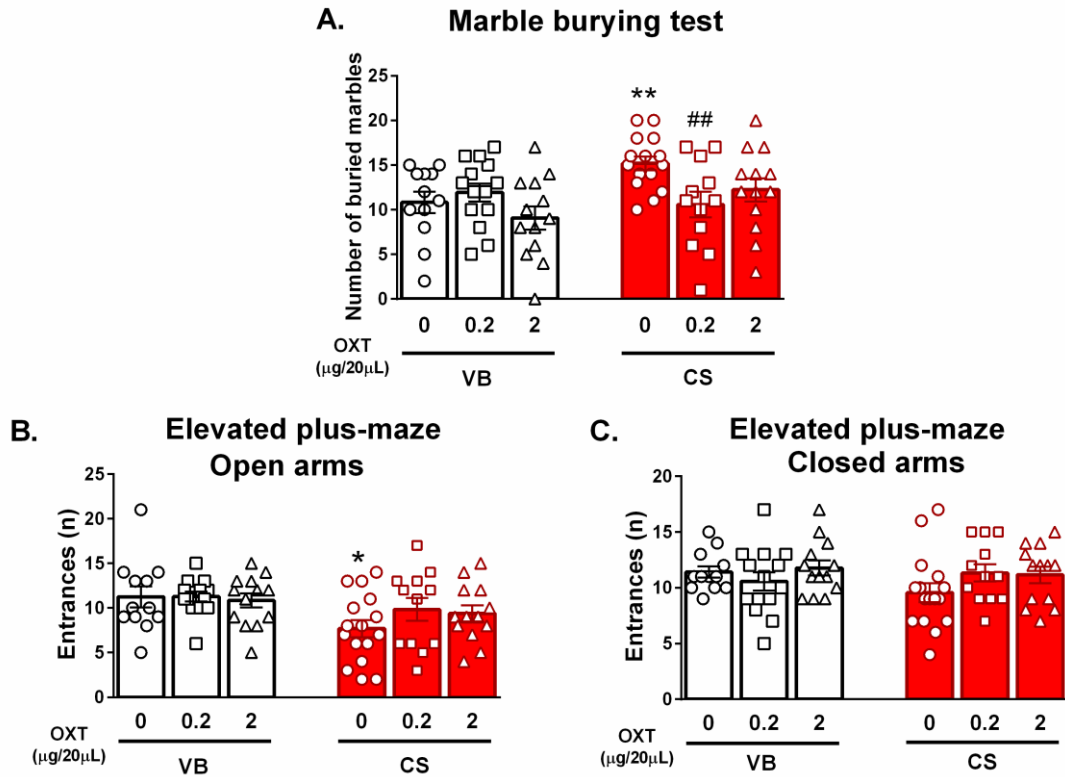 A. Marble burying test
Number of buried marbles
25
20
15
10
5
0
**
##
0 0.2 2 0 0.2 2
OXT
(µg/20µL)
VB CS
B. Elevated plus-maze
Open arms
Entrances (n)
25
20
15
10
5
0
*
0 0.2 2 0 0.2 2
OXT
(µg/20µL)
VB CS
C. Elevated plus-maze
Closed arms
Entrances (n)
20
15
10
5
0
0 0.2 2 0 0.2 2
OXT
(µg/20µL)
VB CS